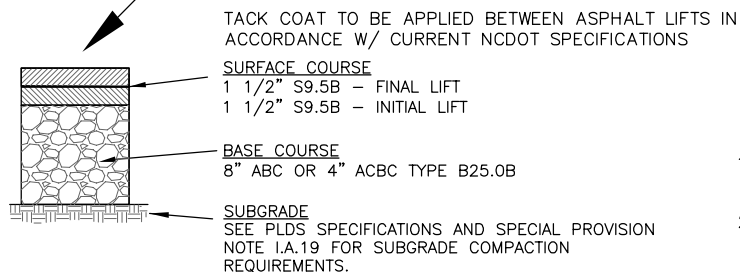 TACK COAT TO BE APPLIED BETWEEN ASPHALT LIFTS IN
ACCORDANCE W/ CURRENT NCDOT SPECIFICATIONS
SURFACE COURSE
1 1/2" S9.5B – FINAL LIFT
1 1/2" S9.5B – INITIAL LIFT
BASE COURSE
8" ABC OR 4" ACBC TYPE B25.0B
SUBGRADE
SEE PLDS SPECIFICATIONS AND SPECIAL PROVISION
NOTE I.A.19 FOR SUBGRADE COMPACTION
REQUIREMENTS.